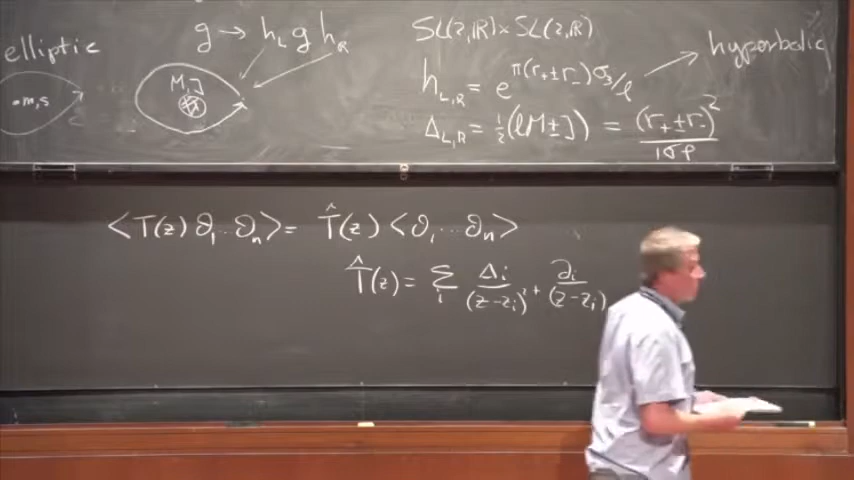 elliptic
g → h_L g h_R
SL(2,ℝ)×SL(2,ℝ)
hyperbolic
M,J
m,s
h_{L,R} = e^{π(r_+ ± r_-)σ_3/ℓ}
Δ_{L,R} = 1/2 (ℓM ± J) = (r_+ ± r_-)^2 / 16ℓ
<T(z) O_1 ... O_n> = T̂(z) <O_1 ... O_n>
T̂(z) = Σ_i Δ_i/(z-z_i)^2 + ∂_i/(z-z_i)